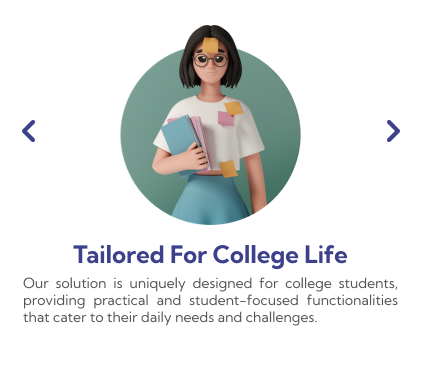 Tailored For College Life
Our solution is uniquely designed for college students,
providing practical and student-focused functionalities
that cater to their daily needs and challenges.